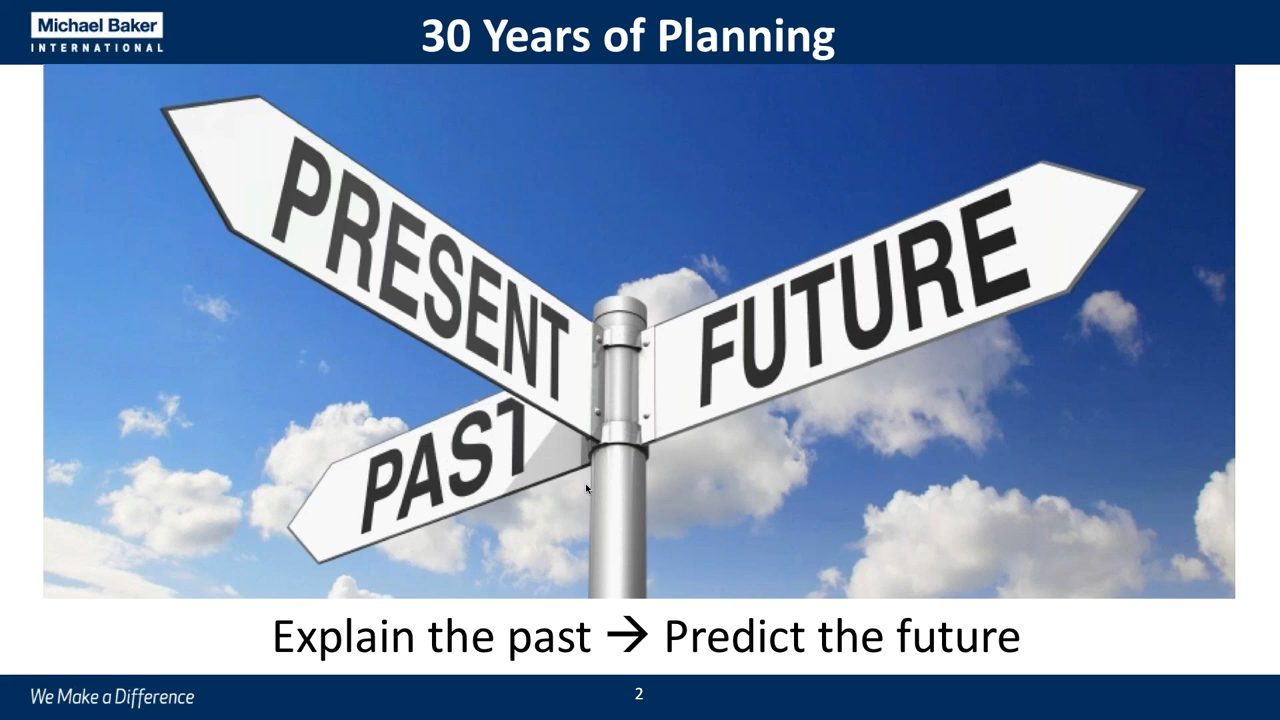 Michael Baker
INTERNATIONAL
30 Years of Planning
PRESENT
FUTURE
PAST
Explain the past → Predict the future
We Make a Difference
2